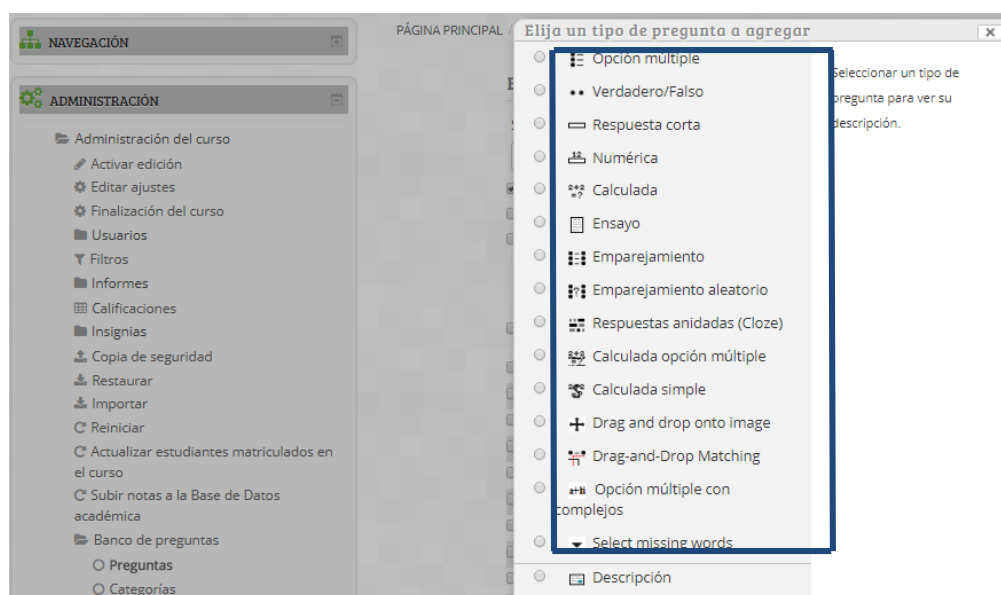 NAVEGACIÓN
ADMINISTRACIÓN
Administración del curso
Activar edición
Editar ajustes
Finalización del curso
Usuarios
Filtros
Informes
Calificaciones
Insignias
Copia de seguridad
Restaurar
Importar
Reiniciar
Actualizar estudiantes matriculados en
el curso
Subir notas a la Base de Datos
académica
Banco de preguntas
Preguntas
Categorías
PÁGINA PRINCIPAL /
Elija un tipo de pregunta a agregar
Opción múltiple
Verdadero/Falso
Respuesta corta
Numérica
Calculada
Ensayo
Emparejamiento
Emparejamiento aleatorio
Respuestas anidadas (Cloze)
Calculada opción múltiple
Calculada simple
Drag and drop onto image
Drag-and-Drop Matching
Opción múltiple con
complejos
Select missing words
Descripción
Seleccionar un tipo de
pregunta para ver su
descripción.